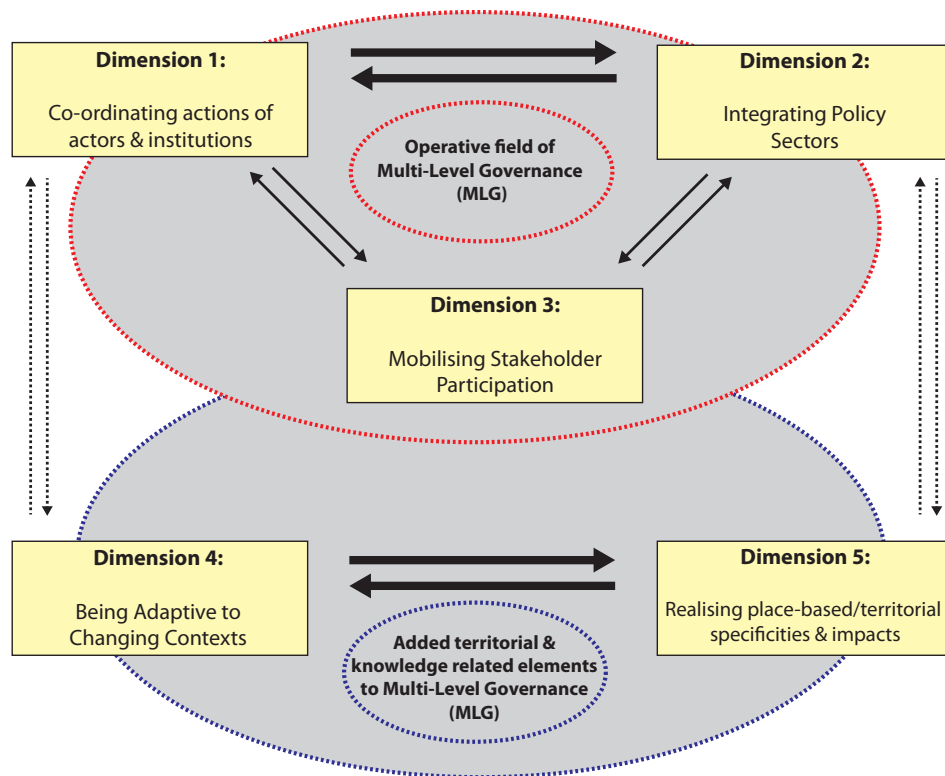 Dimension 1:
Co-ordinating actions of
actors & institutions
Dimension 2:
Integrating Policy
Sectors
Operative field of
Multi-Level Governance
(MLG)
Dimension 3:
Mobilising Stakeholder
Participation
Dimension 4:
Being Adaptive to
Changing Contexts
Dimension 5:
Realising place-based/territorial
specificities & impacts
Added territorial &
knowledge related elements
to Multi-Level Governance
(MLG)